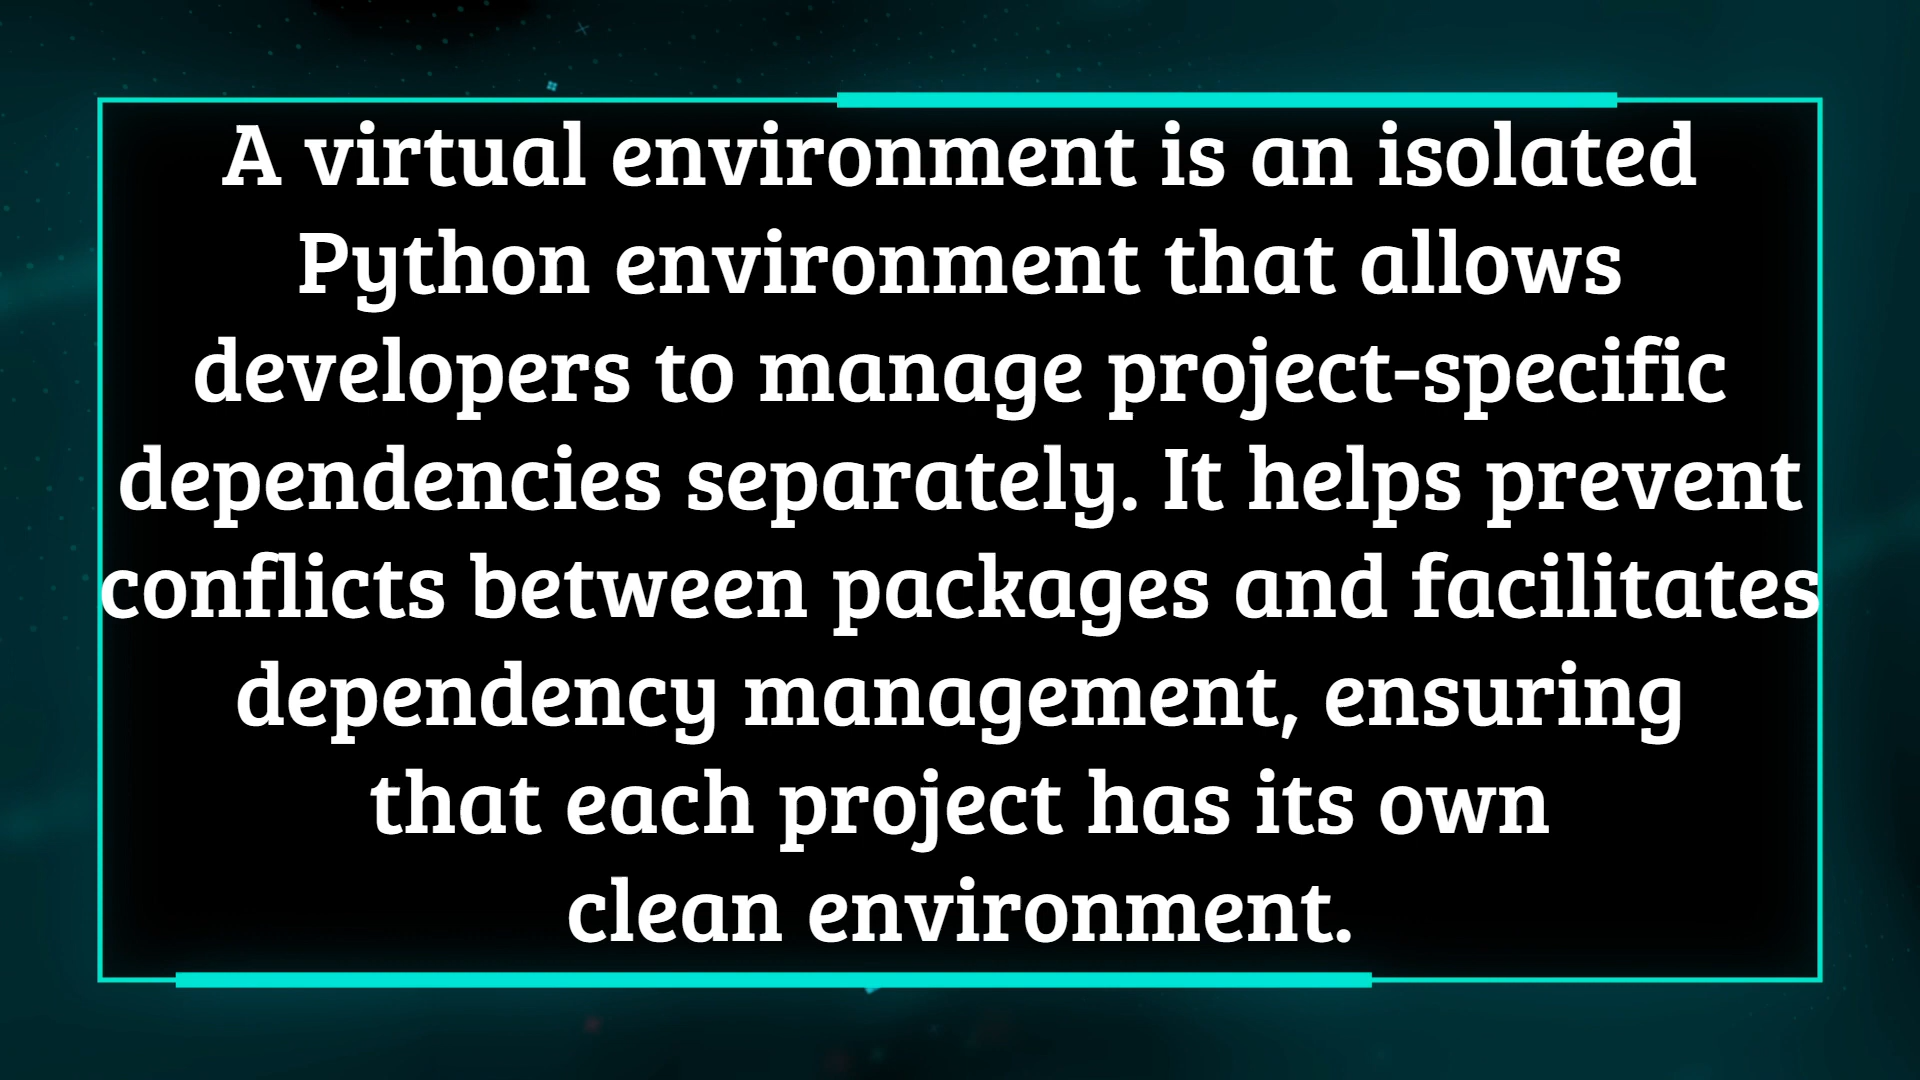 A virtual environment is an isolated
Python environment that allows
developers to manage project-specific
dependencies separately. It helps prevent
conflicts between packages and facilitates
dependency management, ensuring
that each project has its own
clean environment.